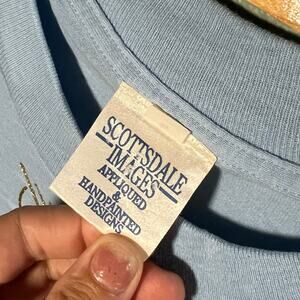 SCOTTSDALE
IMAGES
APPLIQUED
&
HANDPAINTED
DESIGNS